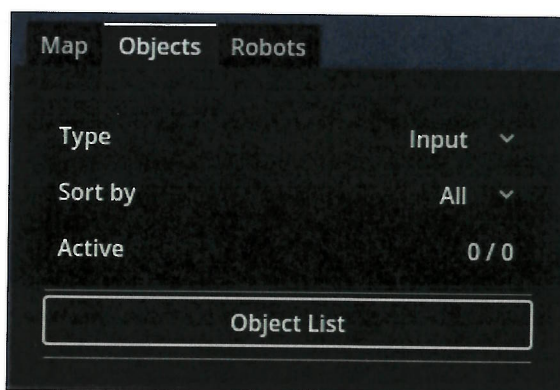 Map Objects Robots
Type Input
Sort by All
Active 0 / 0
Object List